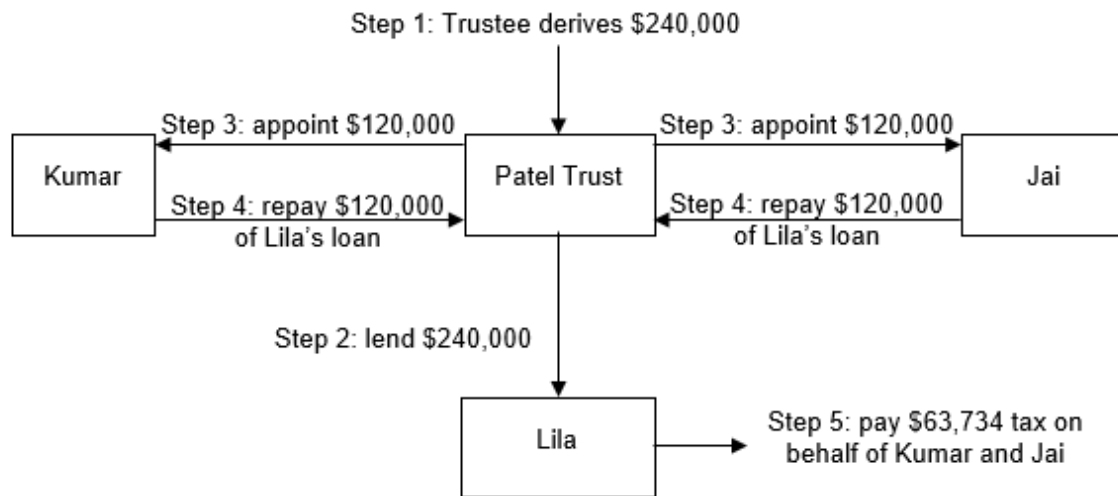 Step 1: Trustee derives $240,000
Step 3: appoint $120,000
Step 3: appoint $120,000
Kumar
Patel Trust
Jai
Step 4: repay $120,000
of Lila's loan
Step 4: repay $120,000
of Lila's loan
Step 2: lend $240,000
Lila
Step 5: pay $63,734 tax on
behalf of Kumar and Jai